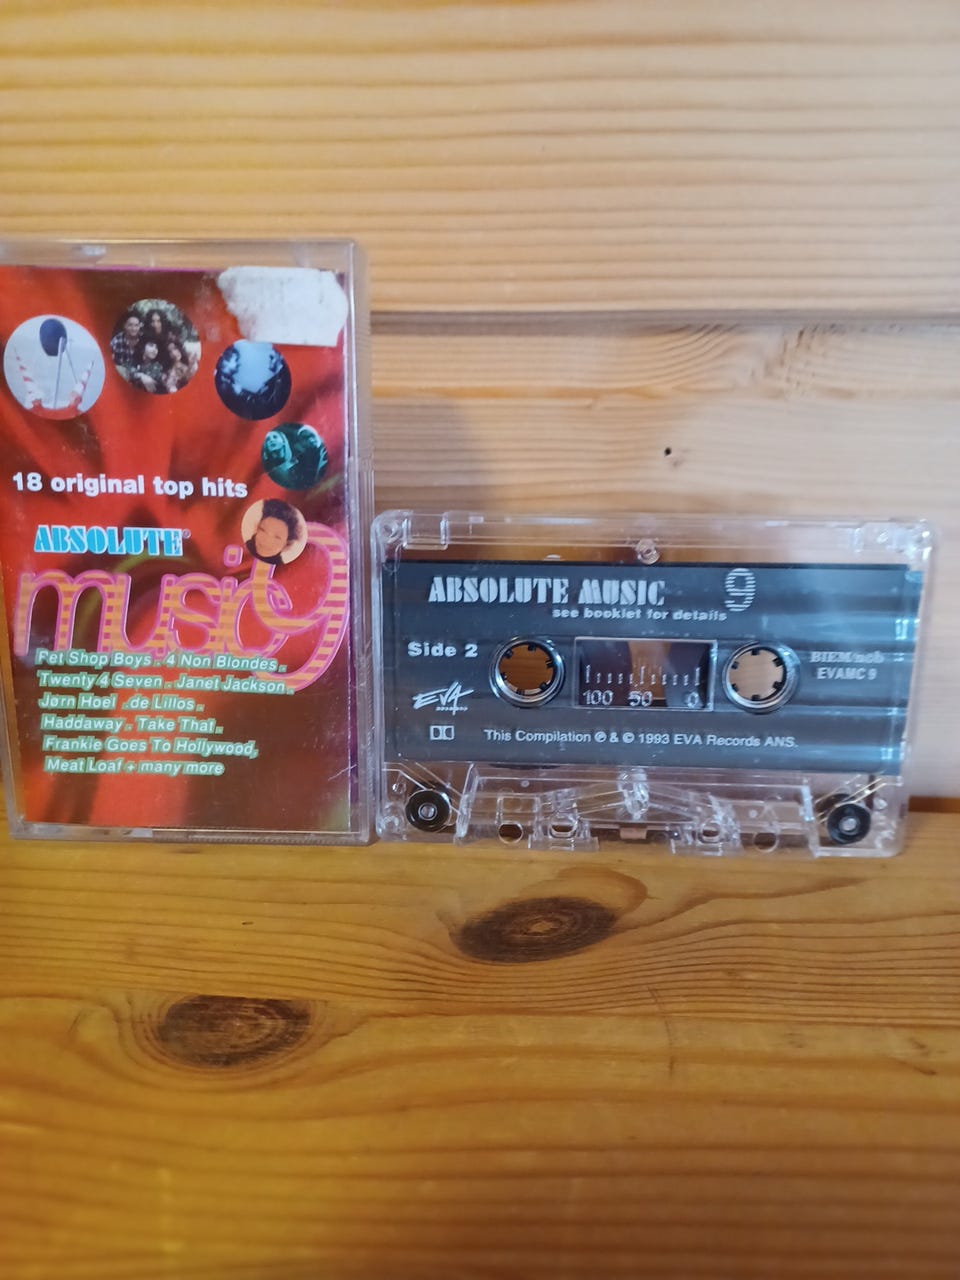 18 original top hits
ABSOLUTE®
music 9
Pet Shop Boys . 4 Non Blondes .
Twenty 4 Seven . Janet Jackson .
Jørn Hoel . de Lillos .
Haddaway . Take That .
Frankie Goes To Hollywood,
Meat Loaf + many more
ABSOLUTE MUSIC 9
see booklet for details
Side 2
100 50 0
BIEM/ncb
EVAMC 9
EVA
This Compilation ℗ & © 1993 EVA Records ANS.